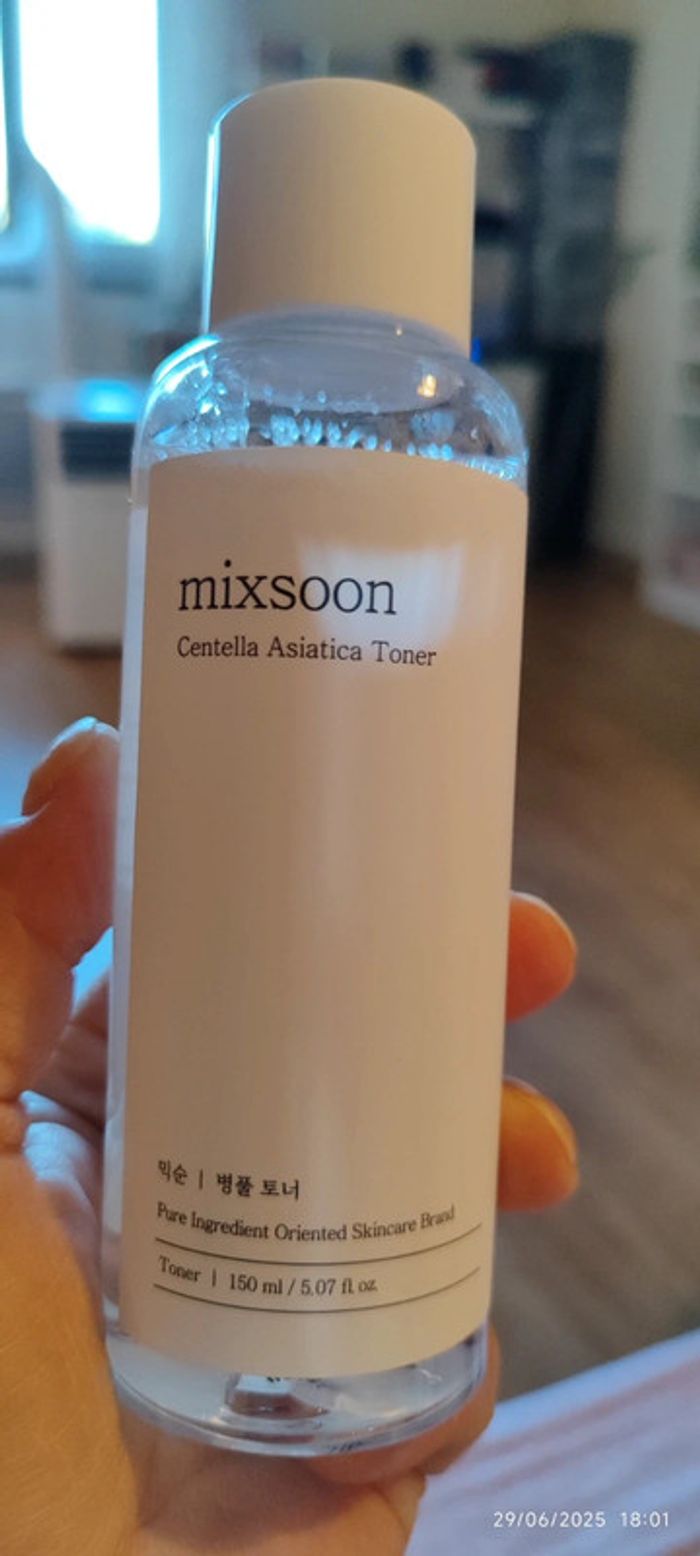 mixsoon
Centella Asiatica Toner
믹순 | 병풀 토너
Pure Ingredient Oriented Skincare Brand
Toner | 150 ml / 5.07 fl oz.
29/06/2025 18:01